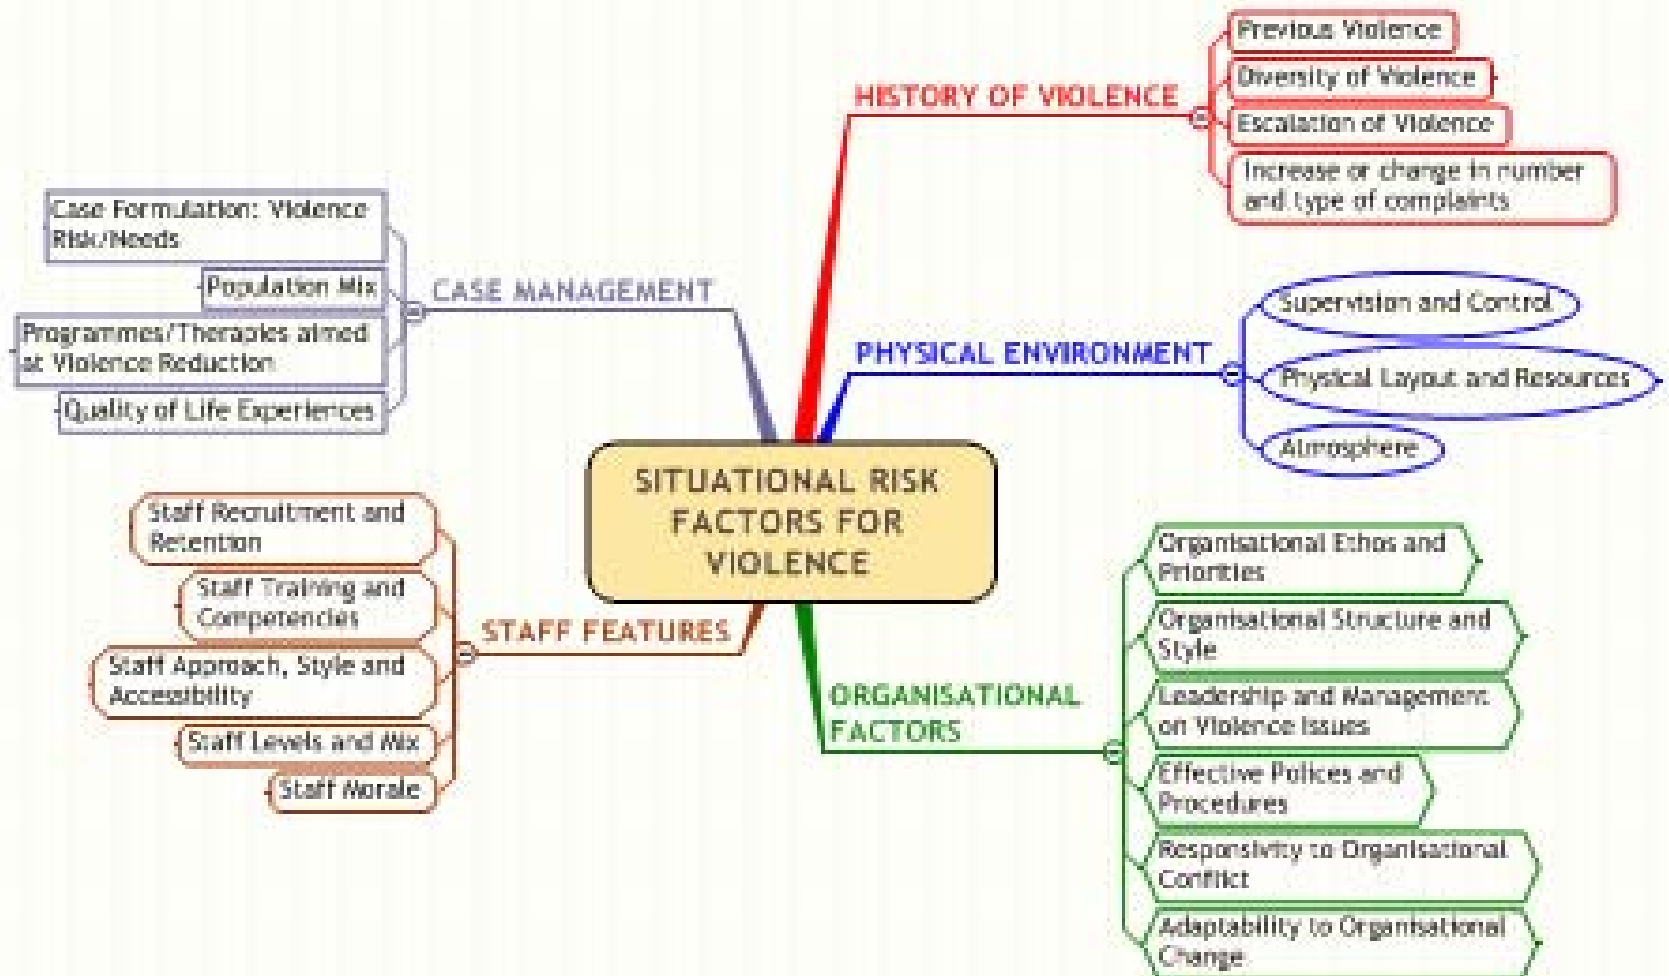 SITUATIONAL RISK
FACTORS FOR
VIOLENCE
HISTORY OF VIOLENCE
Previous Violence
Diversity of Violence
Escalation of Violence
Increase or change in number
and type of complaints
PHYSICAL ENVIRONMENT
Supervision and Control
Physical Layout and Resources
Atmosphere
ORGANISATIONAL
FACTORS
Organisational Ethos and
Priorities
Organisational Structure and
Style
Leadership and Management
on Violence Issues
Effective Polices and
Procedures
Responsivity to Organisational
Conflict
Adaptability to Organisational
Change
STAFF FEATURES
Staff Recruitment and
Retention
Staff Training and
Competencies
Staff Approach, Style and
Accessibility
Staff Levels and Mix
Staff Morale
CASE MANAGEMENT
Case Formulation: Violence
Risk/Needs
Population Mix
Programmes/Therapies aimed
at Violence Reduction
Quality of Life Experiences